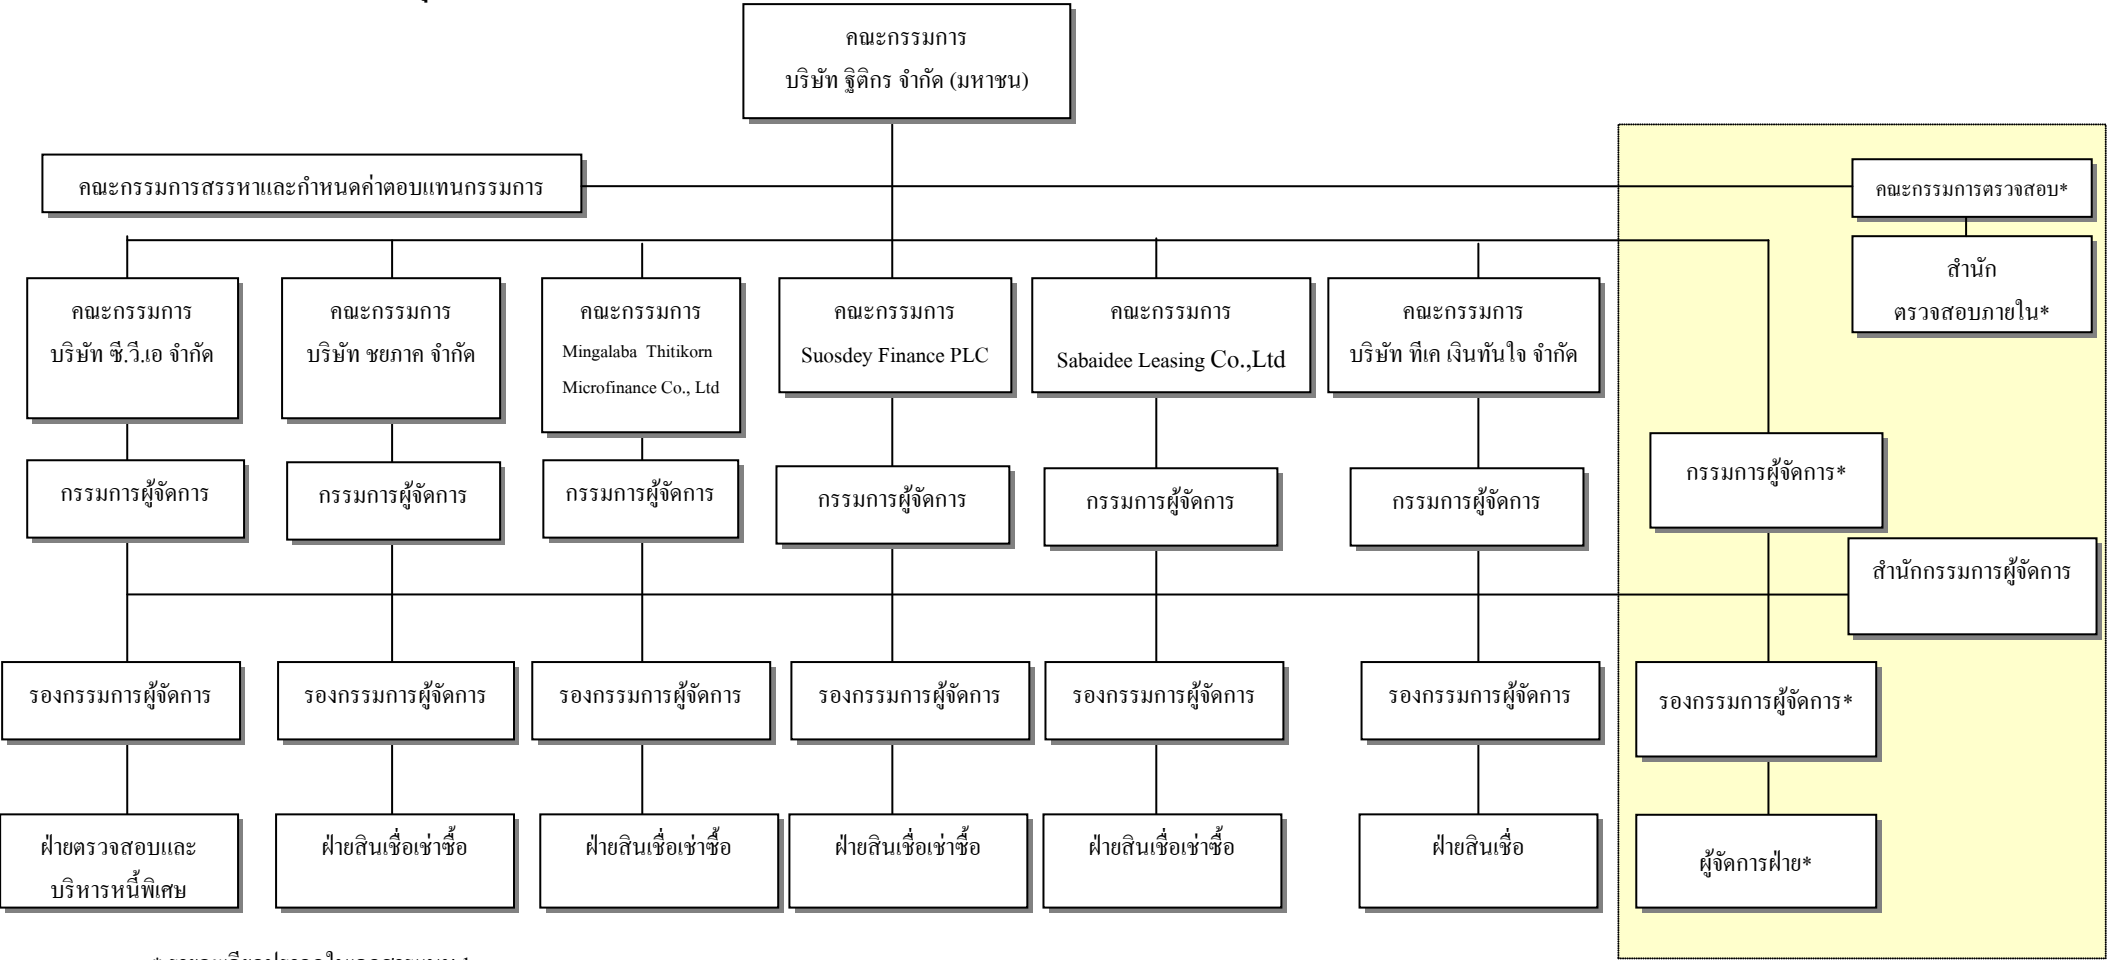 คณะกรรมการ
บริษัท ฐิติกร จำกัด (มหาชน)
คณะกรรมการสรรหาและกำหนดค่าตอบแทนกรรมการ
คณะกรรมการตรวจสอบ*
สำนัก
ตรวจสอบภายใน*
คณะกรรมการ
บริษัท ซี.วี.เอ จำกัด
คณะกรรมการ
บริษัท ชยภาค จำกัด
คณะกรรมการ
Mingalaba Thitikorn
Microfinance Co., Ltd
คณะกรรมการ
Suosdey Finance PLC
คณะกรรมการ
Sabaidee Leasing Co.,Ltd
คณะกรรมการ
บริษัท ทีเค เงินทันใจ จำกัด
กรรมการผู้จัดการ
กรรมการผู้จัดการ
กรรมการผู้จัดการ
กรรมการผู้จัดการ
กรรมการผู้จัดการ
กรรมการผู้จัดการ
กรรมการผู้จัดการ*
สำนักกรรมการผู้จัดการ
รองกรรมการผู้จัดการ
รองกรรมการผู้จัดการ
รองกรรมการผู้จัดการ
รองกรรมการผู้จัดการ
รองกรรมการผู้จัดการ
รองกรรมการผู้จัดการ
รองกรรมการผู้จัดการ*
ฝ่ายตรวจสอบและ
บริหารหนี้พิเศษ
ฝ่ายสินเชื่อเช่าซื้อ
ฝ่ายสินเชื่อเช่าซื้อ
ฝ่ายสินเชื่อเช่าซื้อ
ฝ่ายสินเชื่อเช่าซื้อ
ฝ่ายสินเชื่อ
ผู้จัดการฝ่าย*